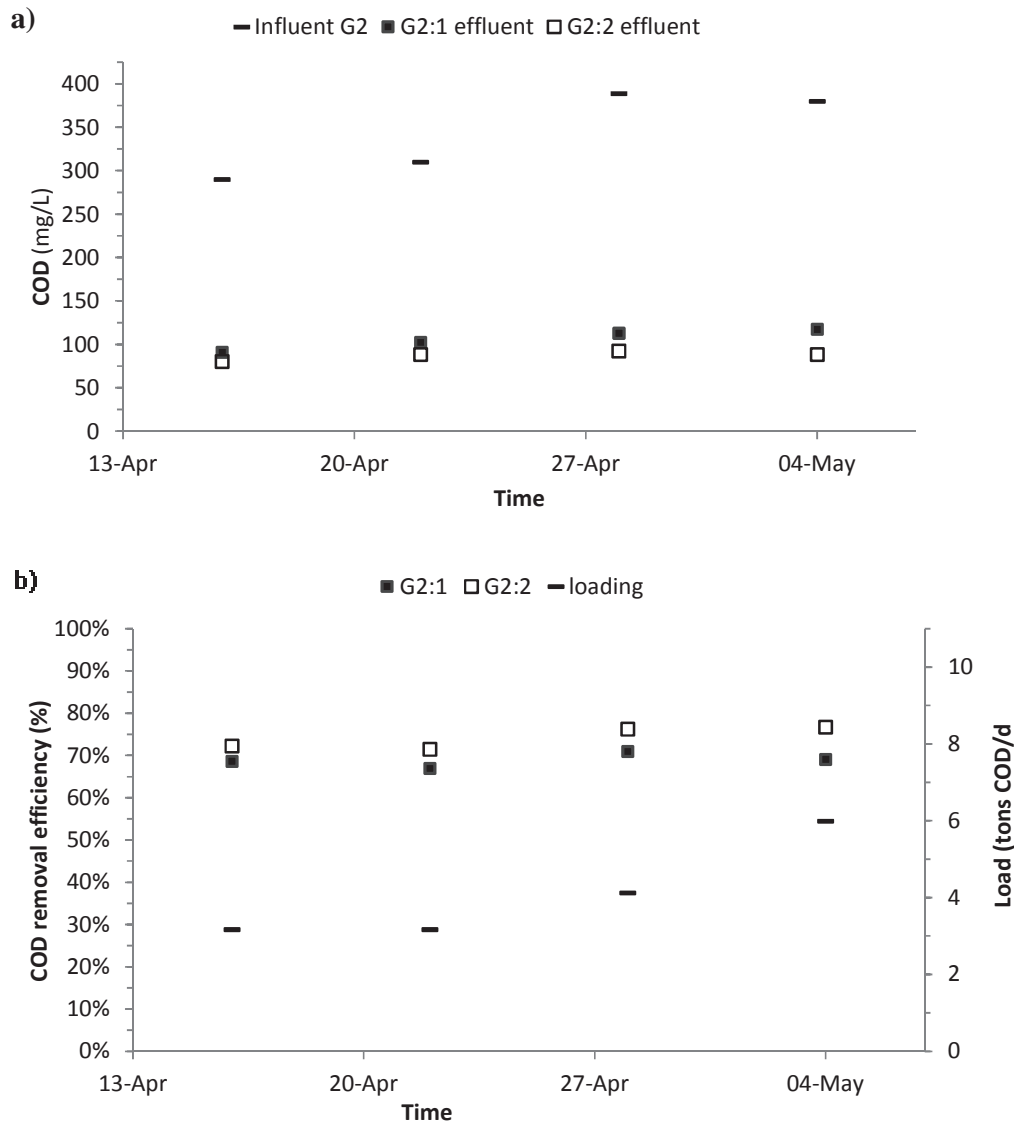 a)
Influent G2 G2:1 effluent G2:2 effluent
COD (mg/L)
400
350
300
250
200
150
100
50
0
13-Apr 20-Apr 27-Apr 04-May
Time
b)
G2:1 G2:2 loading
COD removal efficiency (%)
100%
90%
80%
70%
60%
50%
40%
30%
20%
10%
0%
10
8
6
4
2
0
Load (tons COD/d
13-Apr 20-Apr 27-Apr 04-May
Time